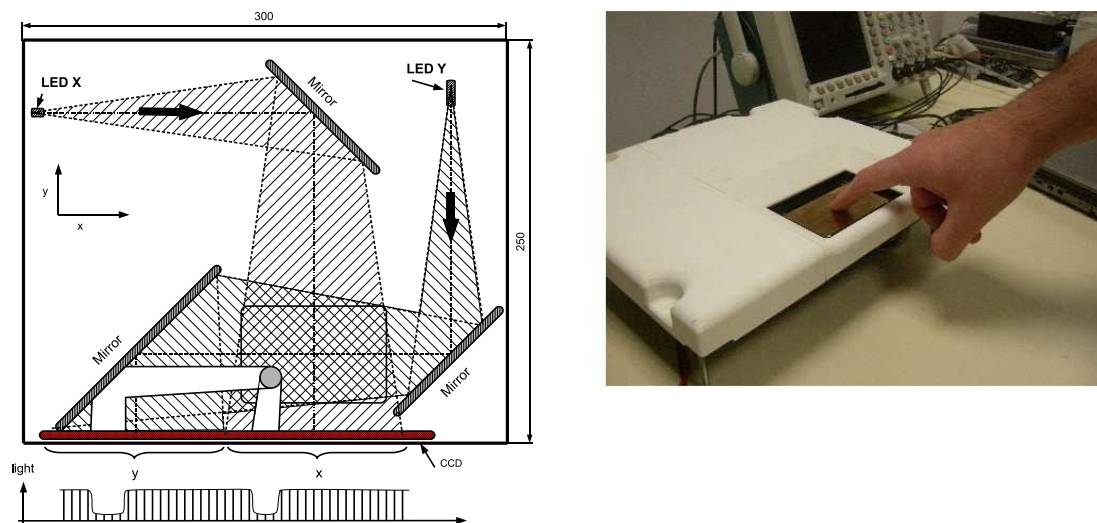 300
LED X
Mirror
LED Y
y
x
250
Mirror
Mirror
CCD
y
x
light